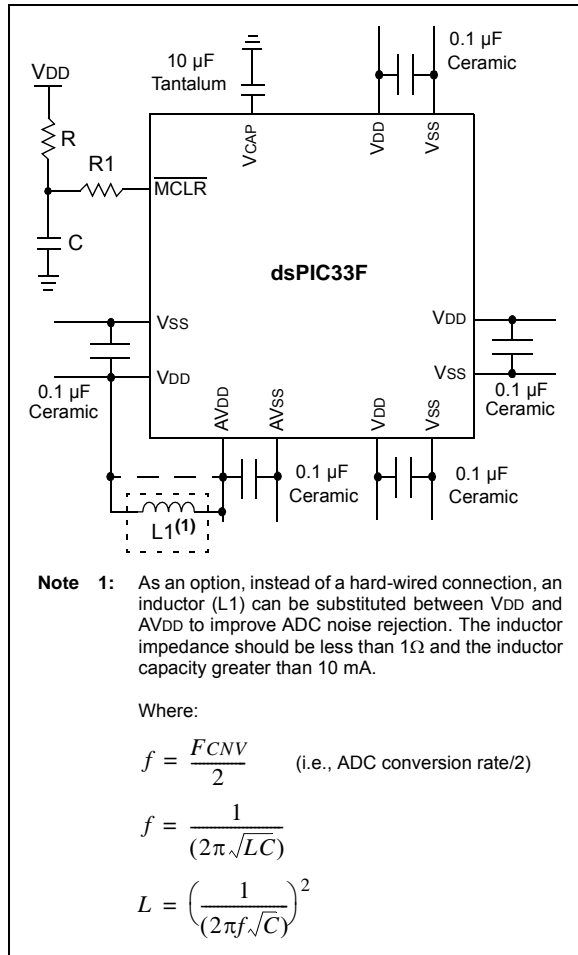 0.1 µF
Ceramic
10 µF
Tantalum
VDD
R
R1
C
VCAP
VDD
VSS
MCLR
dsPIC33F
VSS
VDD
0.1 µF
Ceramic
VDD
VSS
0.1 µF
Ceramic
AVDD
AVSS
VDD
VSS
0.1 µF
Ceramic
0.1 µF
Ceramic
L1(1)
Note 1: As an option, instead of a hard-wired connection, an
inductor (L1) can be substituted between VDD and
AVDD to improve ADC noise rejection. The inductor
impedance should be less than 1Ω and the inductor
capacity greater than 10 mA.
Where:
f = FCNV / 2 (i.e., ADC conversion rate/2)
f = 1 / (2π√LC)
L = (1 / (2πf√C))²